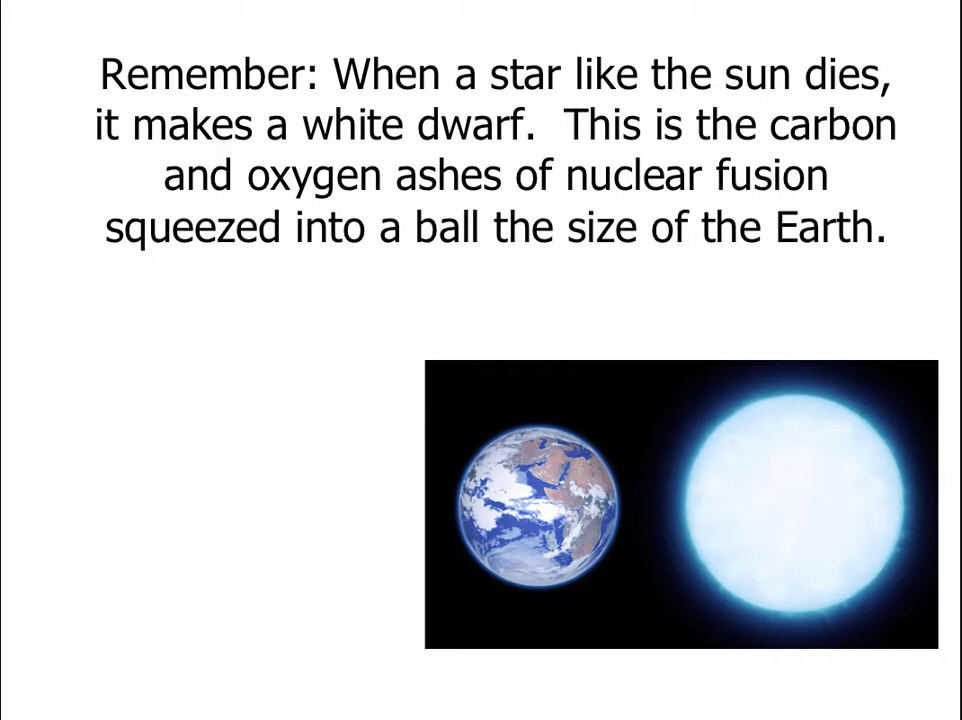 Remember: When a star like the sun dies,
it makes a white dwarf.  This is the carbon
and oxygen ashes of nuclear fusion
squeezed into a ball the size of the Earth.